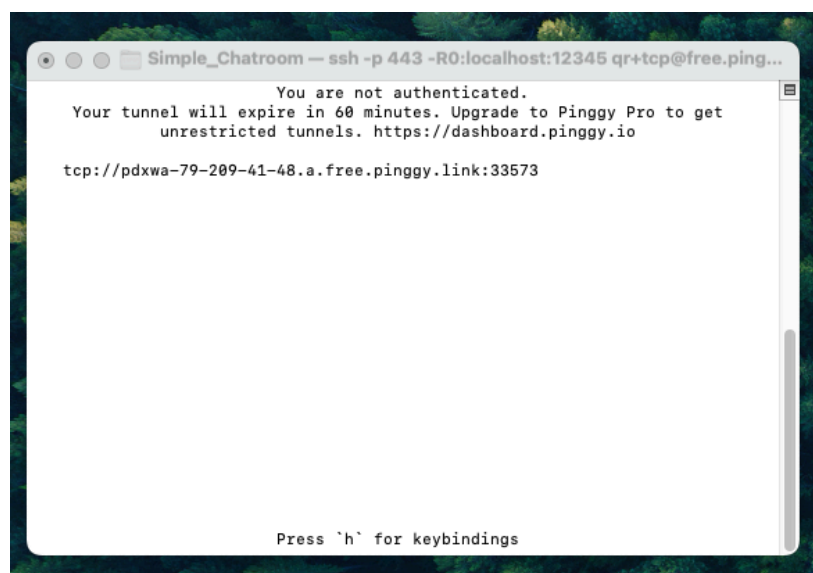 Simple_Chatroom — ssh -p 443 -R0:localhost:12345 qr+tcp@free.ping...
You are not authenticated.
Your tunnel will expire in 60 minutes. Upgrade to Pinggy Pro to get
unrestricted tunnels. https://dashboard.pinggy.io
tcp://pdxwa-79-209-41-48.a.free.pinggy.link:33573
Press `h` for keybindings